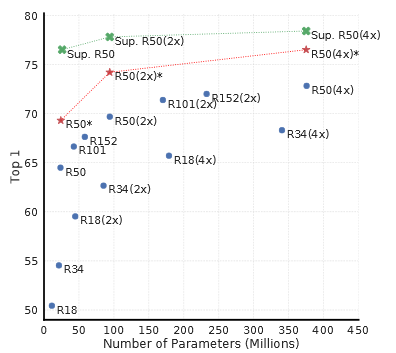 80
75
70
65
60
55
50
Top 1
Sup. R50
Sup. R50(2x)
Sup. R50(4x)
R50(4x)*
R50(2x)*
R50(4x)
R152(2x)
R101(2x)
R50*
R50(2x)
R34(4x)
R152
R101
R18(4x)
R50
R34(2x)
R18(2x)
R34
R18
0 50 100 150 200 250 300 350 400 450
Number of Parameters (Millions)